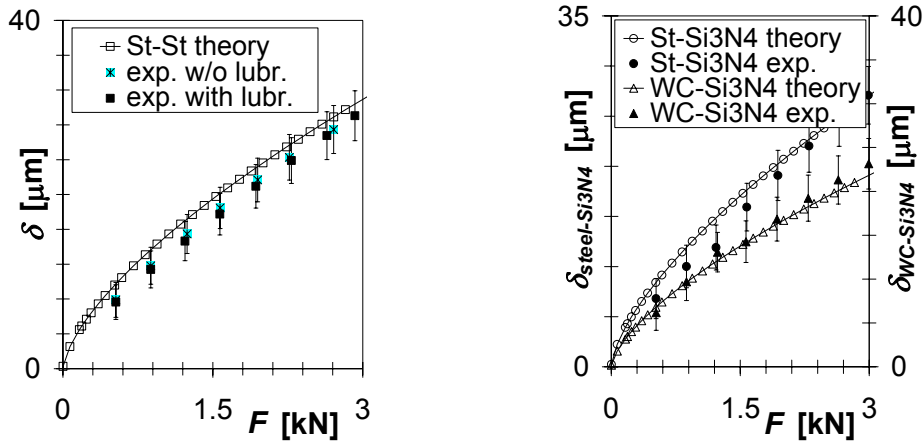 40
St-St theory
exp. w/o lubr.
exp. with lubr.
δ [μm]
0
0
1.5
3
F [kN]
35
40
St-Si3N4 theory
St-Si3N4 exp.
WC-Si3N4 theory
WC-Si3N4 exp.
δsteel-Si3N4 [μm]
δWC-Si3N4 [μm]
0
0
0
1.5
3
F [kN]